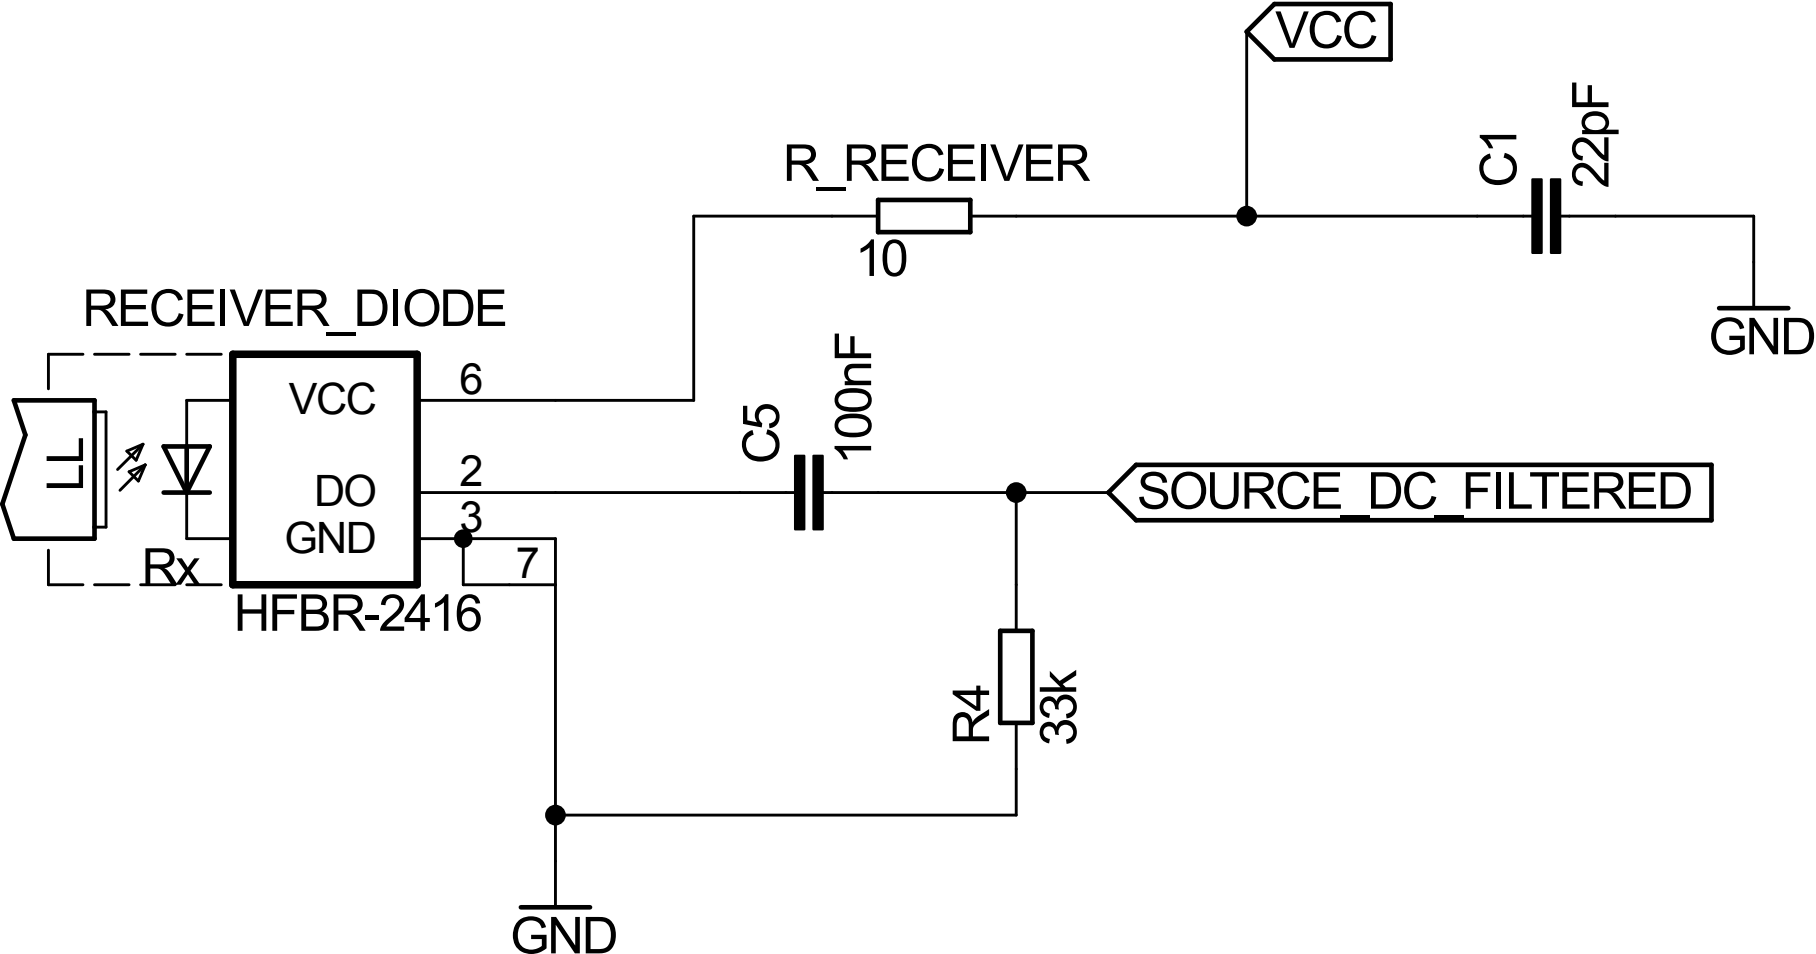 VCC
C1
22pF
R_RECEIVER
10
GND
RECEIVER_DIODE
VCC
6
C5
100nF
LL
DO
2
SOURCE_DC_FILTERED
GND
3
7
Rx
HFBR-2416
R4
33k
GND